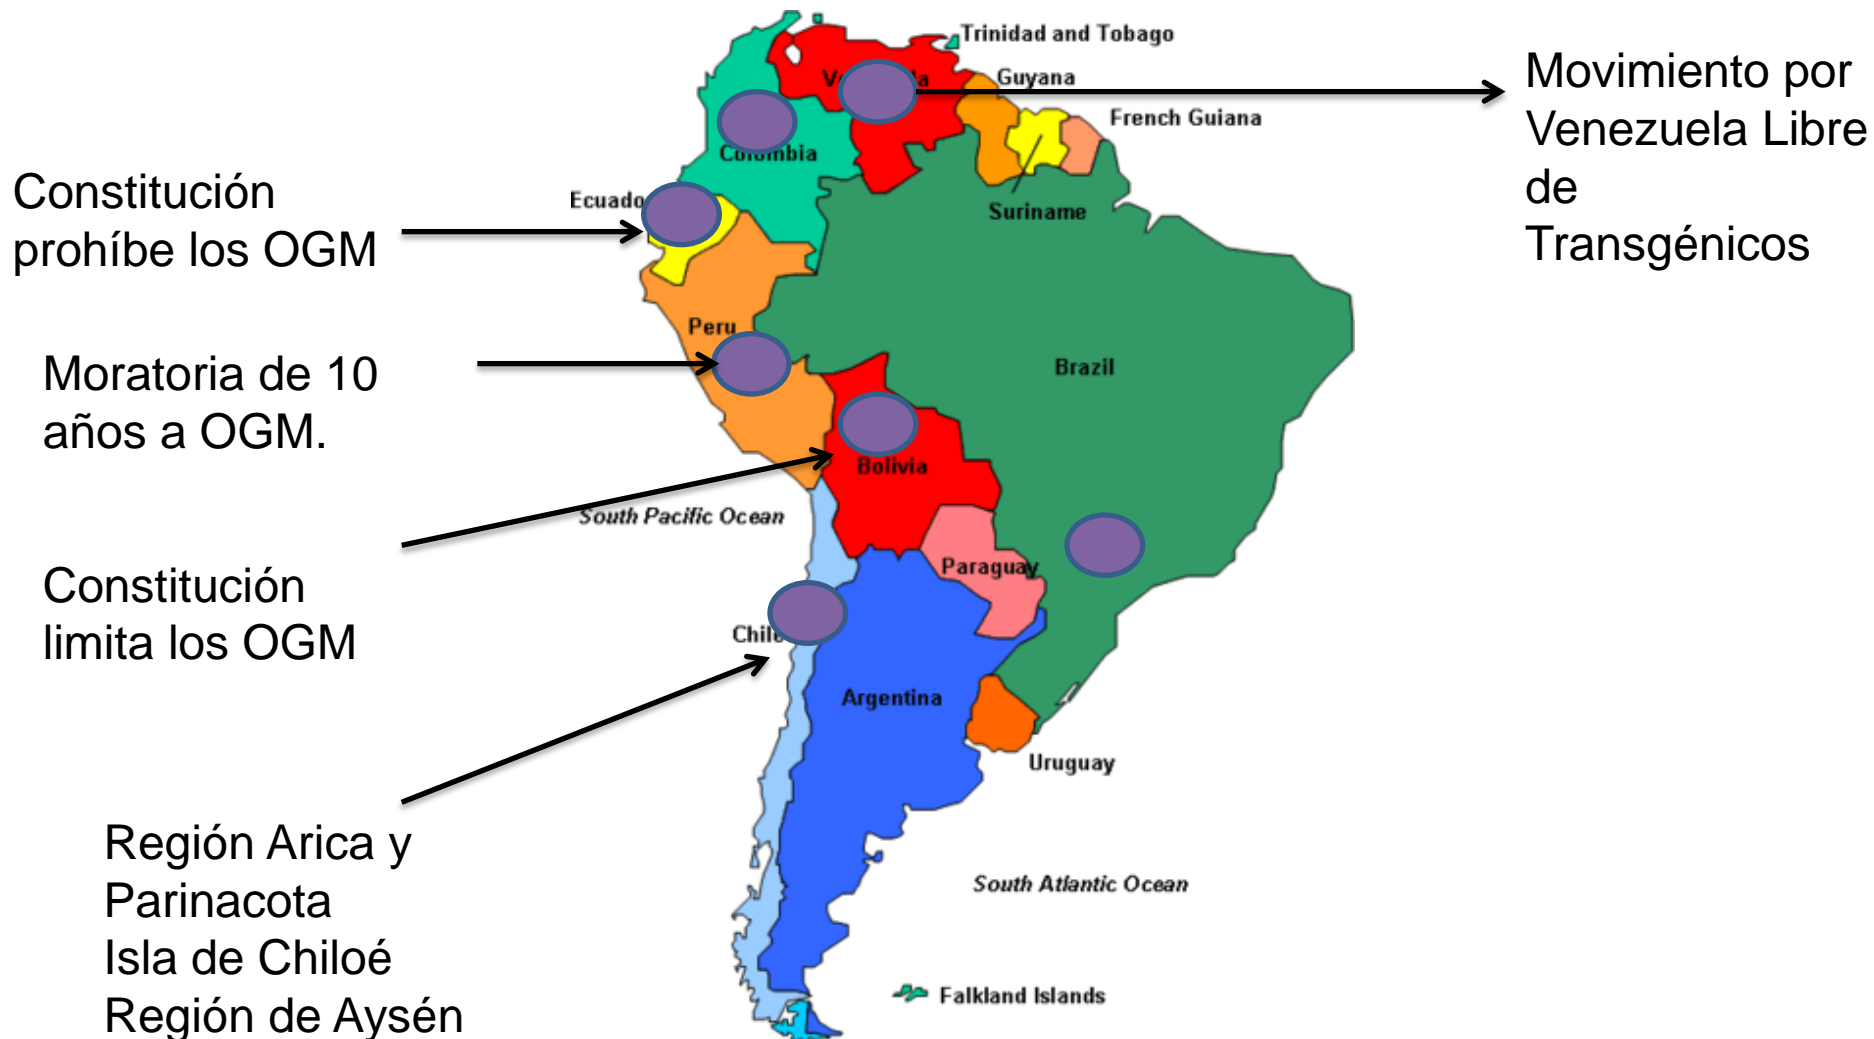 Trinidad and Tobago
Guyana
French Guiana
Suriname
Movimiento por
Venezuela Libre
de
Transgénicos
Colombia
Constitución
prohíbe los OGM
Moratoria de 10
años a OGM.
Peru
Brazil
Bolivia
South Pacific Ocean
Constitución
limita los OGM
Paraguay
Argentina
Uruguay
Región Arica y
Parinacota
Isla de Chiloé
Región de Aysén
South Atlantic Ocean
Falkland Islands